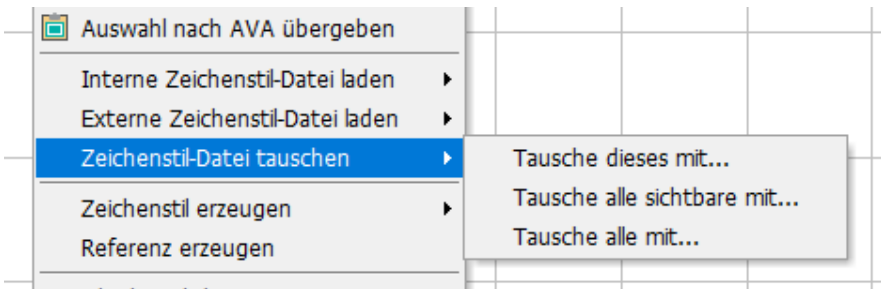 Auswahl nach AVA übergeben
Interne Zeichenstil-Datei laden
Externe Zeichenstil-Datei laden
Zeichenstil-Datei tauschen
Tausche dieses mit...
Tausche alle sichtbare mit...
Tausche alle mit...
Zeichenstil erzeugen
Referenz erzeugen